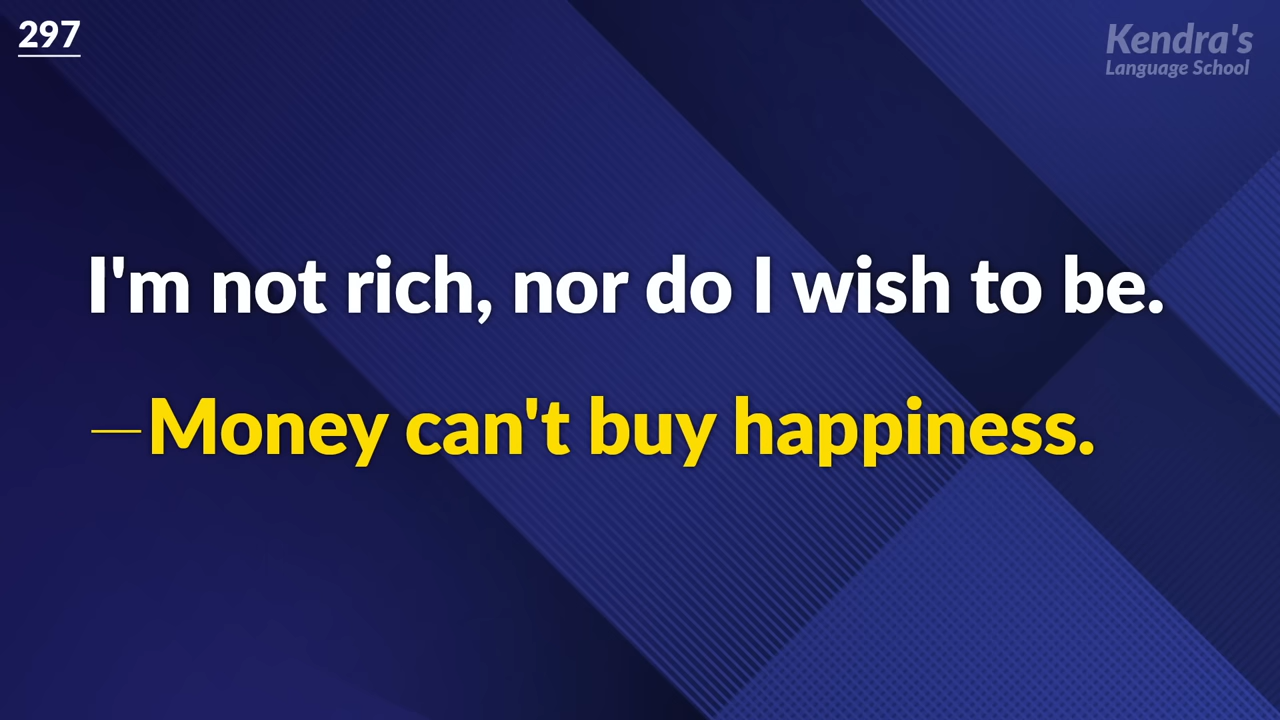 297
Kendra's
Language School
I'm not rich, nor do I wish to be.
—Money can't buy happiness.